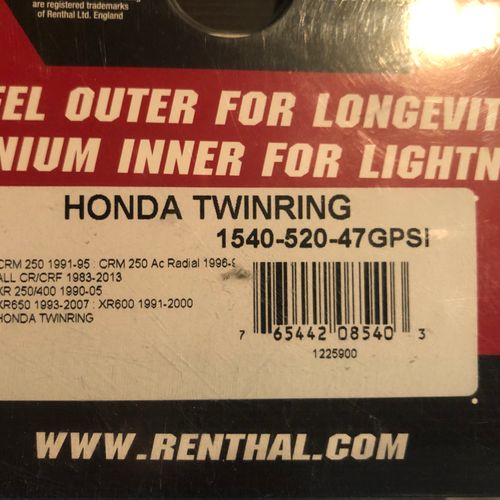 are registered trademarks
of Renthal Ltd. England
EEL OUTER FOR LONGEVIT
NIUM INNER FOR LIGHTN
HONDA TWINRING
1540-520-47GPSI
CRM 250 1991-95 : CRM 250 Ac Radial 1996-9
ALL CR/CRF 1983-2013
XR 250/400 1990-05
XR650 1993-2007 : XR600 1991-2000
HONDA TWINRING
7 65442 08540 3
1225900
WWW.RENTHAL.COM